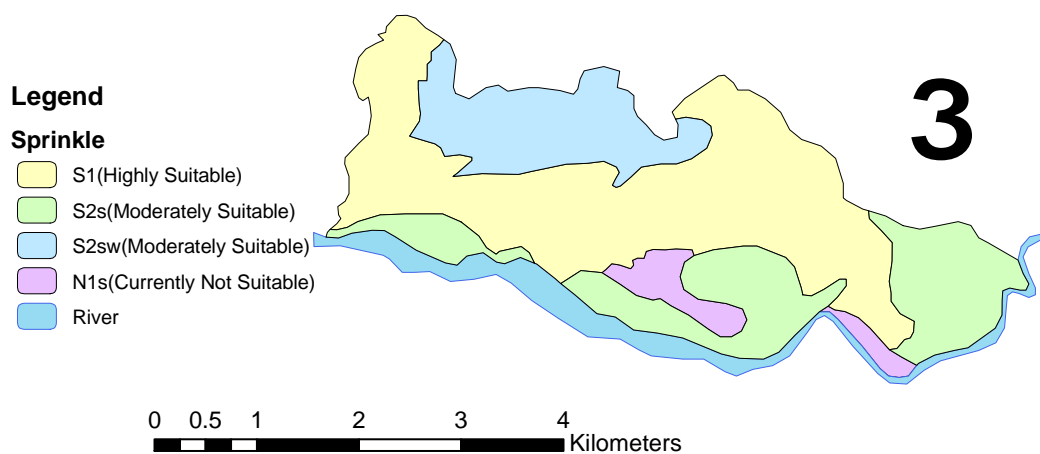 3
Legend
Sprinkle
S1(Highly Suitable)
S2s(Moderately Suitable)
S2sw(Moderately Suitable)
N1s(Currently Not Suitable)
River
0 0.5 1 2 3 4
Kilometers